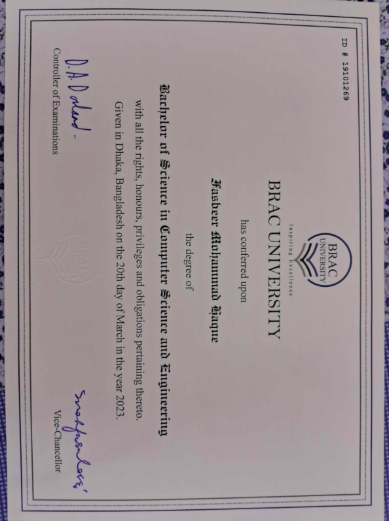 ID # 19101269
BRAC
UNIVERSITY
Inspiring Excellence
BRAC UNIVERSITY
has conferred upon
Fasbeer Mohammad Haque
the degree of
Bachelor of Science in Computer Science and Engineering
with all the rights, honours, privileges and obligations pertaining thereto.
Given in Dhaka, Bangladesh on the 20th day of March in the year 2023.
Controller of Examinations
Vice-Chancellor